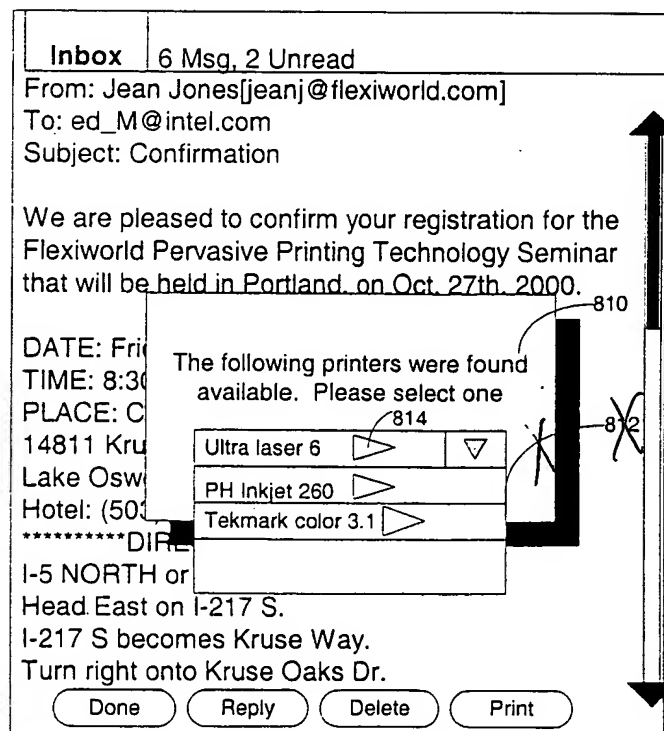 Inbox 6 Msg, 2 Unread
From: Jean Jones[jeanj@flexiworld.com]
To: ed_M@intel.com
Subject: Confirmation
We are pleased to confirm your registration for the
Flexiworld Pervasive Printing Technology Seminar
that will be held in Portland, on Oct. 27th, 2000.
810
DATE: Fri
TIME: 8:30
PLACE: C
14811 Kru
Lake Osw
Hotel: (503
**********DIRE
I-5 NORTH or
Head East on I-217 S.
I-217 S becomes Kruse Way.
Turn right onto Kruse Oaks Dr.
The following printers were found
available. Please select one
814
812
Ultra laser 6
PH Inkjet 260
Tekmark color 3.1
Done Reply Delete Print